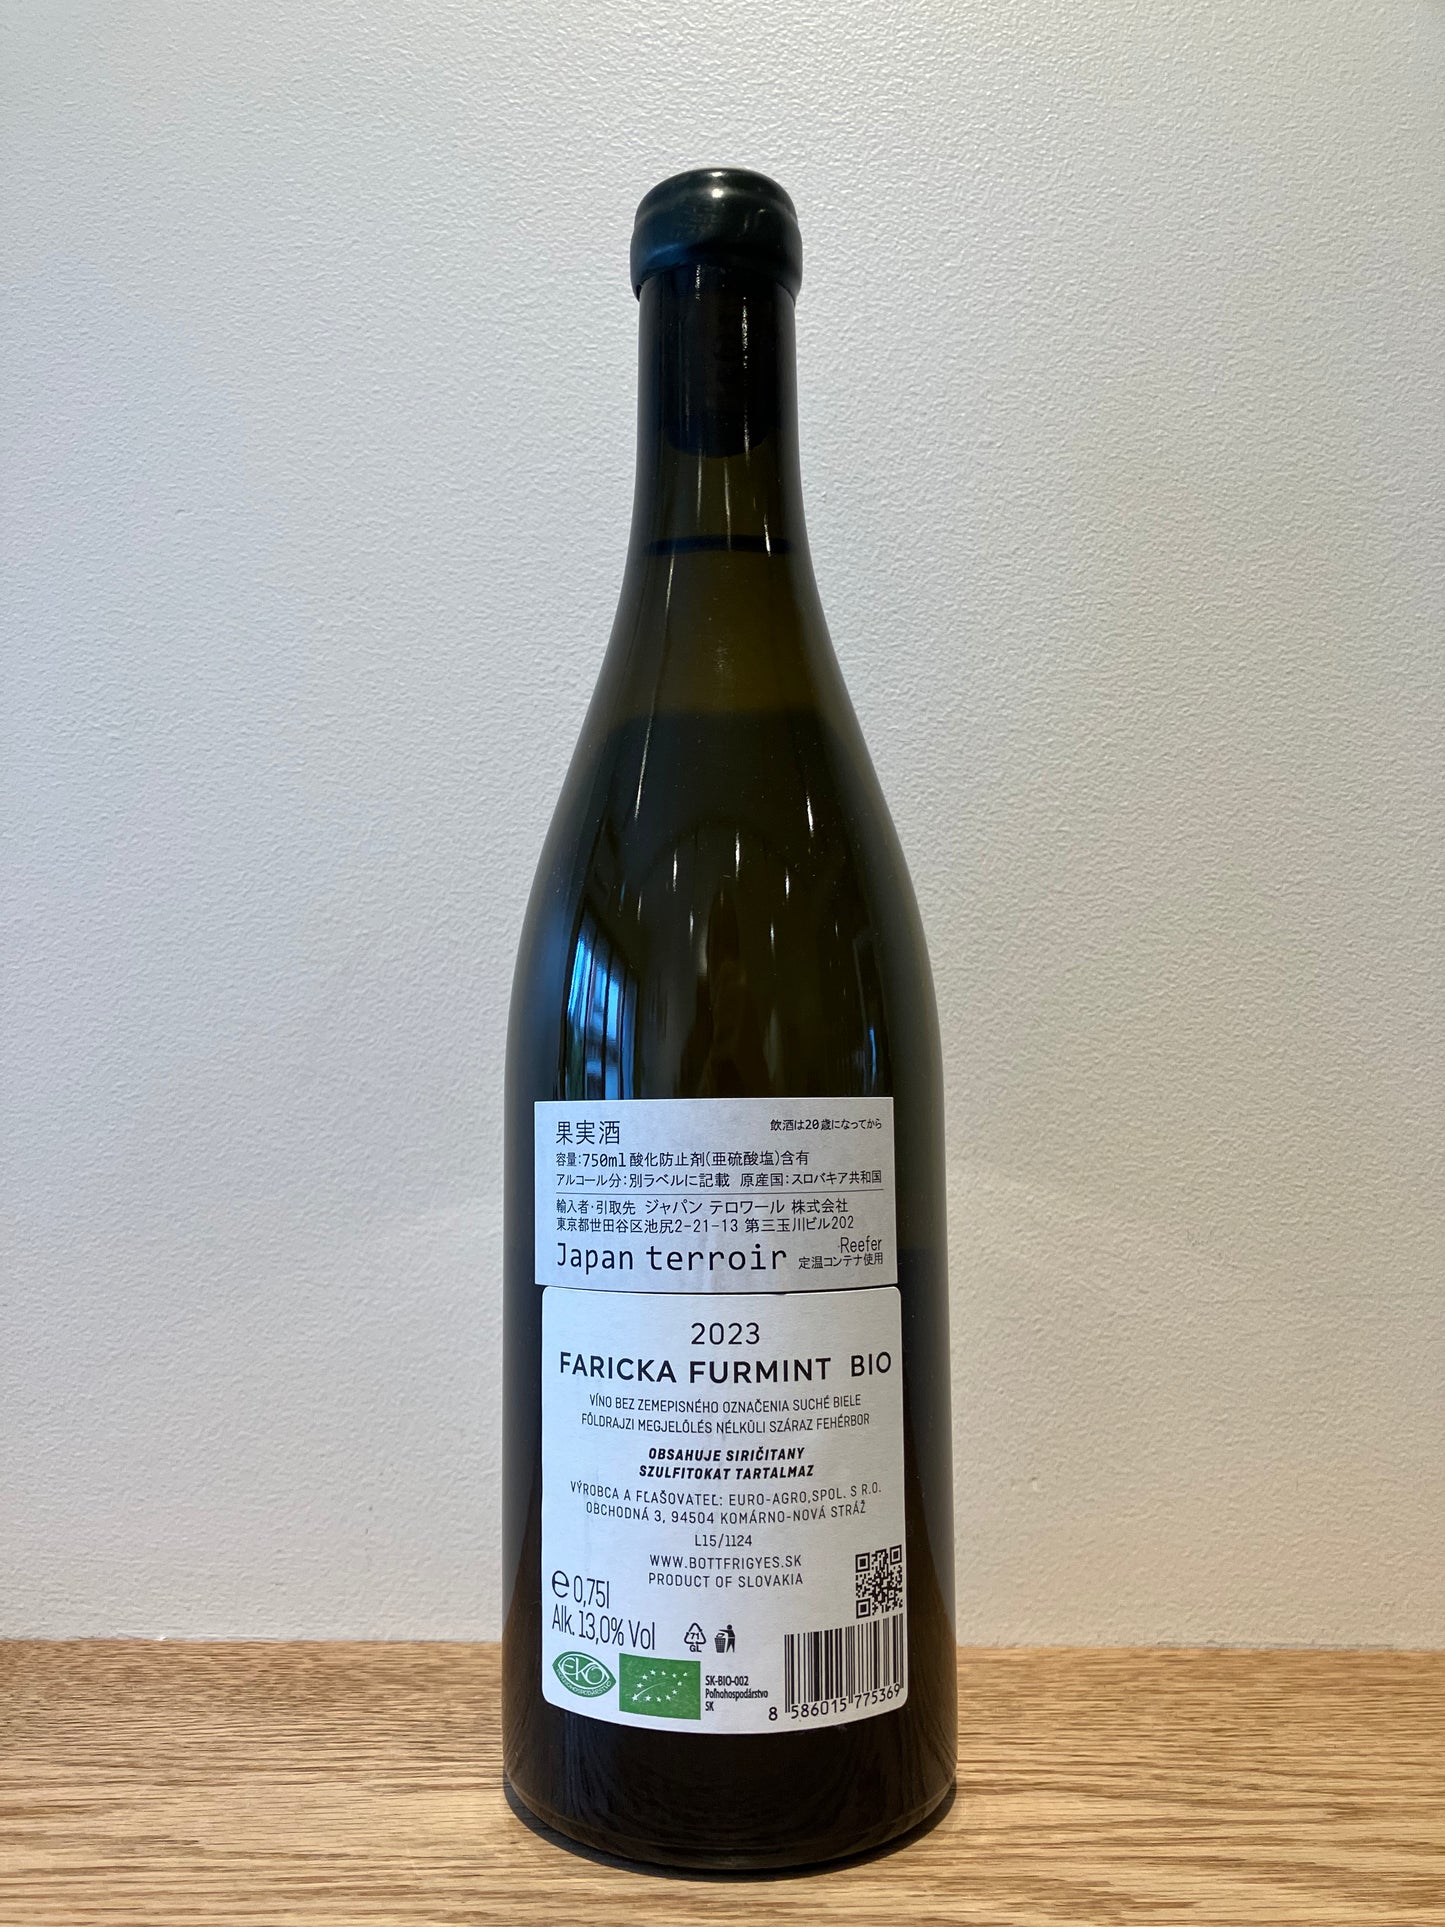 果実酒 飲酒は20歳になってから
容量:750ml 酸化防止剤(亜硫酸塩)含有
アルコール分:別ラベルに記載 原産国:スロバキア共和国
輸入者・引取先 ジャパン テロワール 株式会社
東京都世田谷区池尻2-21-13 第三玉川ビル202
Japan terroir Reefer
定温コンテナ使用
2023
FARICKA FURMINT BIO
VÍNO BEZ ZEMEPISNÉHO OZNAČENIA SUCHÉ BIELE
FÖLDRAJZI MEGJELÖLÉS NÉLKÜLI SZÁRAZ FEHÉRBOR
OBSAHUJE SIRIČITANY
SZULFITOKAT TARTALMAZ
VÝROBCA A FĽAŠOVATEĽ: EURO-AGRO,SPOL. S R.O.
OBCHODNÁ 3, 94504 KOMÁRNO-NOVÁ STRÁŽ
L15/1124
WWW.BOTTFRIGYES.SK
PRODUCT OF SLOVAKIA
e 0,75l
Alk. 13,0% Vol
71
GL
EKO
SK-BIO-002
Poľnohospodárstvo
SK
8 586015 775369